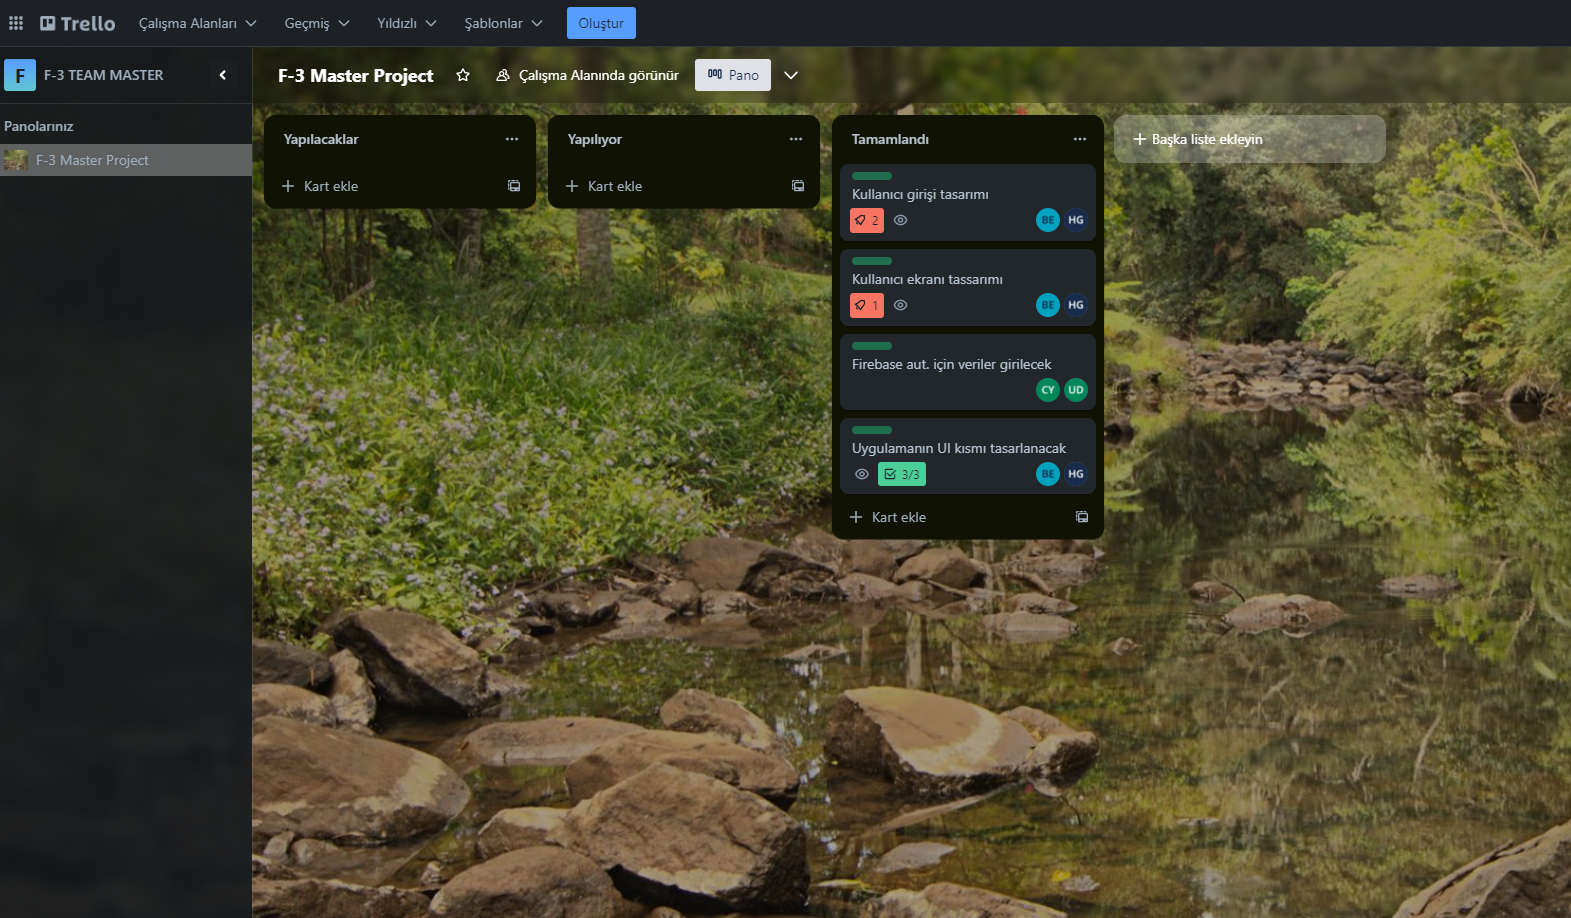 Trello
Çalışma Alanları
Geçmiş
Yıldızlı
Şablonlar
Oluştur
F
F-3 TEAM MASTER
F-3 Master Project
Çalışma Alanında görünür
Pano
Panolarınız
F-3 Master Project
Yapılacaklar
Kart ekle
Yapılıyor
Kart ekle
Tamamlandı
Kullanıcı girişi tasarımı
2
BE
HG
Kullanıcı ekranı tassarımı
1
BE
HG
Firebase aut. için veriler girilecek
CY
UD
Uygulamanın UI kısmı tasarlanacak
3/3
BE
HG
Kart ekle
Başka liste ekleyin